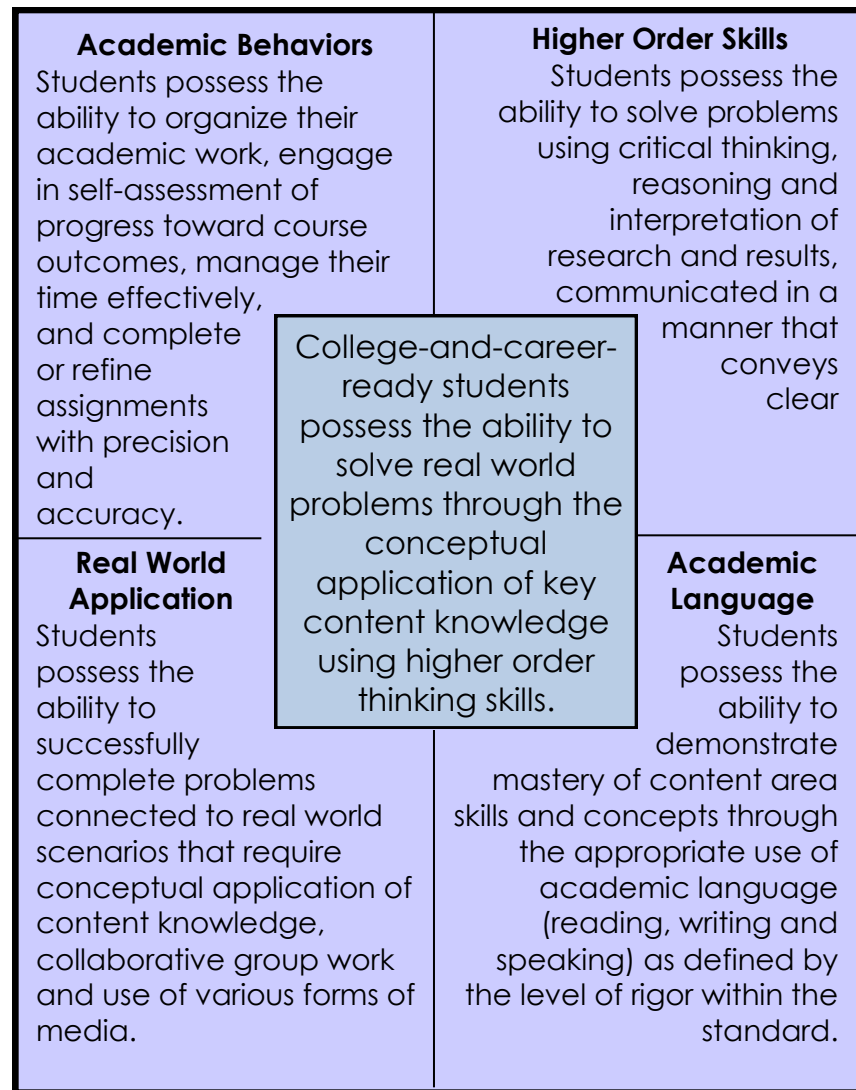 Academic Behaviors
Students possess the
ability to organize their
academic work, engage
in self-assessment of
progress toward course
outcomes, manage their
time effectively,
and complete
or refine
assignments
with precision
and
accuracy.
Higher Order Skills
Students possess the
ability to solve problems
using critical thinking,
reasoning and
interpretation of
research and results,
communicated in a
manner that
conveys
clear
College-and-career-
ready students
possess the ability to
solve real world
problems through the
conceptual
application of key
content knowledge
using higher order
thinking skills.
Real World
Application
Students
possess the
ability to
successfully
complete problems
connected to real world
scenarios that require
conceptual application of
content knowledge,
collaborative group work
and use of various forms of
media.
Academic
Language
Students
possess the
ability to
demonstrate
mastery of content area
skills and concepts through
the appropriate use of
academic language
(reading, writing and
speaking) as defined by
the level of rigor within the
standard.